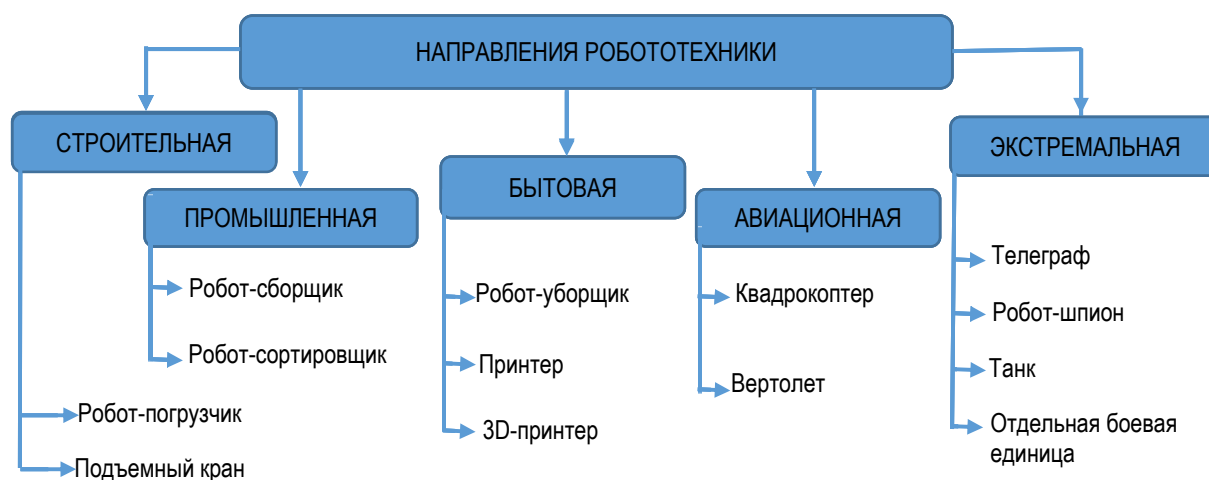 НАПРАВЛЕНИЯ РОБОТОТЕХНИКИ
СТРОИТЕЛЬНАЯ
Робот-погрузчик
Подъемный кран
ПРОМЫШЛЕННАЯ
Робот-сборщик
Робот-сортировщик
БЫТОВАЯ
Робот-уборщик
Принтер
3D-принтер
АВИАЦИОННАЯ
Квадрокоптер
Вертолет
ЭКСТРЕМАЛЬНАЯ
Телеграф
Робот-шпион
Танк
Отдельная боевая
единица